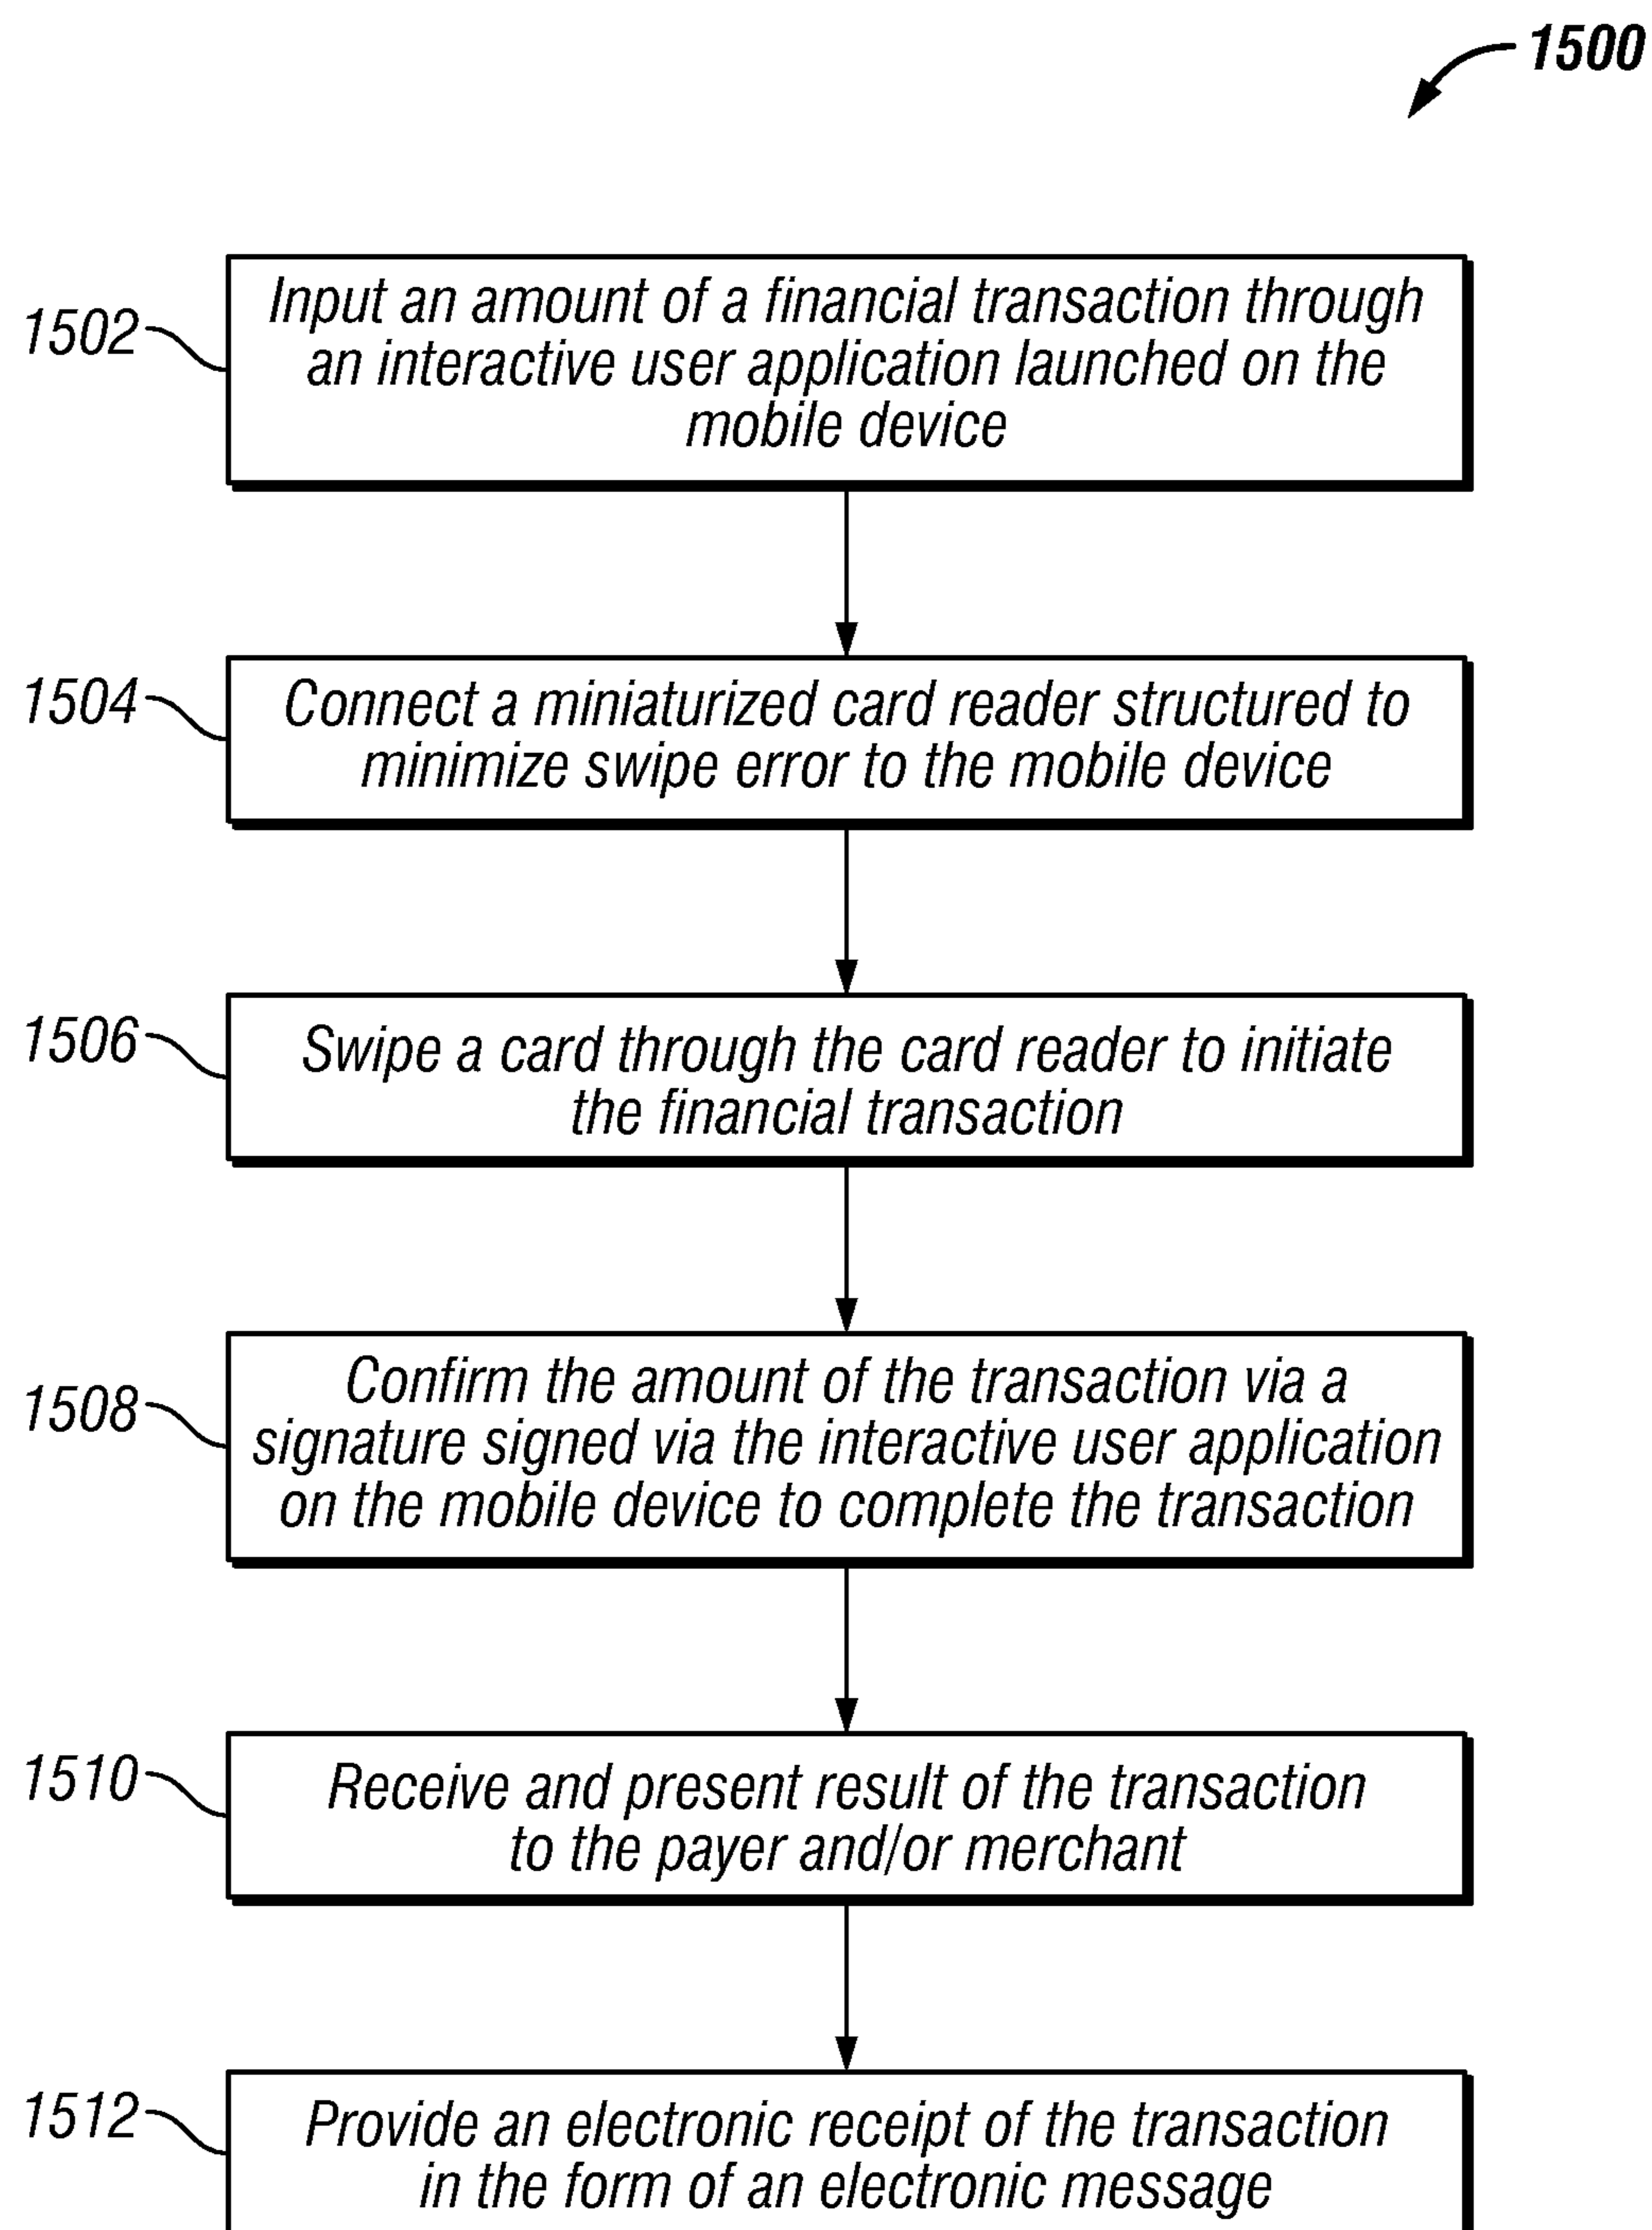 1500
1502
Input an amount of a financial transaction through
an interactive user application launched on the
mobile device
1504
Connect a miniaturized card reader structured to
minimize swipe error to the mobile device
1506
Swipe a card through the card reader to initiate
the financial transaction
1508
Confirm the amount of the transaction via a
signature signed via the interactive user application
on the mobile device to complete the transaction
1510
Receive and present result of the transaction
to the payer and/or merchant
1512
Provide an electronic receipt of the transaction
in the form of an electronic message